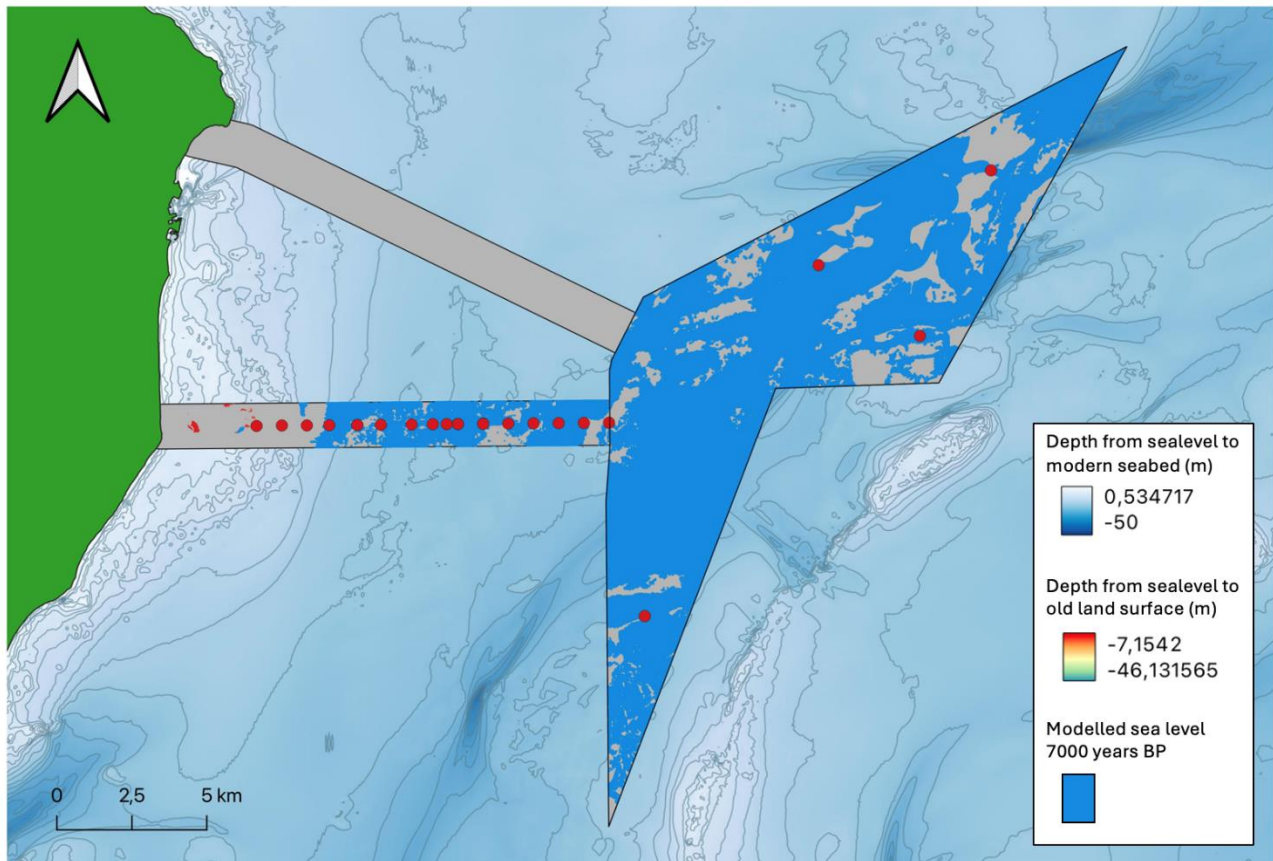 Depth from sealevel to
modern seabed (m)
0,534717
-50
Depth from sealevel to
old land surface (m)
-7,1542
-46,131565
Modelled sea level
7000 years BP
0 2,5 5 km